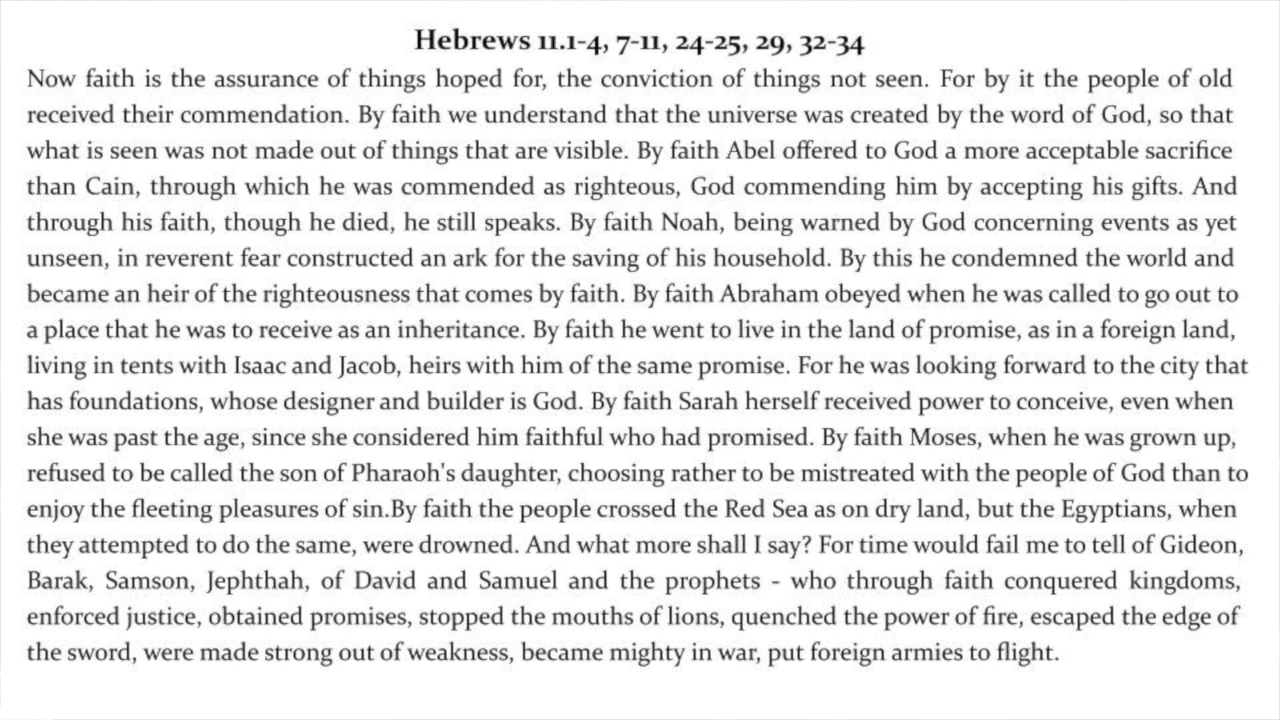 Hebrews 11.1-4, 7-11, 24-25, 29, 32-34
Now faith is the assurance of things hoped for, the conviction of things not seen. For by it the people of old
received their commendation. By faith we understand that the universe was created by the word of God, so that
what is seen was not made out of things that are visible. By faith Abel offered to God a more acceptable sacrifice
than Cain, through which he was commended as righteous, God commending him by accepting his gifts. And
through his faith, though he died, he still speaks. By faith Noah, being warned by God concerning events as yet
unseen, in reverent fear constructed an ark for the saving of his household. By this he condemned the world and
became an heir of the righteousness that comes by faith. By faith Abraham obeyed when he was called to go out to
a place that he was to receive as an inheritance. By faith he went to live in the land of promise, as in a foreign land,
living in tents with Isaac and Jacob, heirs with him of the same promise. For he was looking forward to the city that
has foundations, whose designer and builder is God. By faith Sarah herself received power to conceive, even when
she was past the age, since she considered him faithful who had promised. By faith Moses, when he was grown up,
refused to be called the son of Pharaoh's daughter, choosing rather to be mistreated with the people of God than to
enjoy the fleeting pleasures of sin.By faith the people crossed the Red Sea as on dry land, but the Egyptians, when
they attempted to do the same, were drowned. And what more shall I say? For time would fail me to tell of Gideon,
Barak, Samson, Jephthah, of David and Samuel and the prophets - who through faith conquered kingdoms,
enforced justice, obtained promises, stopped the mouths of lions, quenched the power of fire, escaped the edge of
the sword, were made strong out of weakness, became mighty in war, put foreign armies to flight.